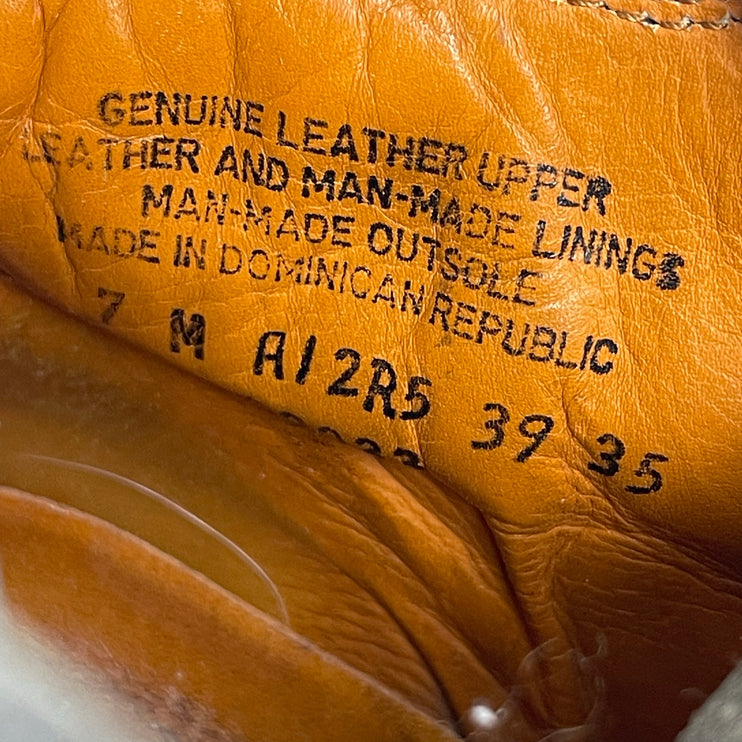 GENUINE LEATHER UPPER
LEATHER AND MAN-MADE LININGS
MAN-MADE OUTSOLE
MADE IN DOMINICAN REPUBLIC
7 M A12R5 39 35